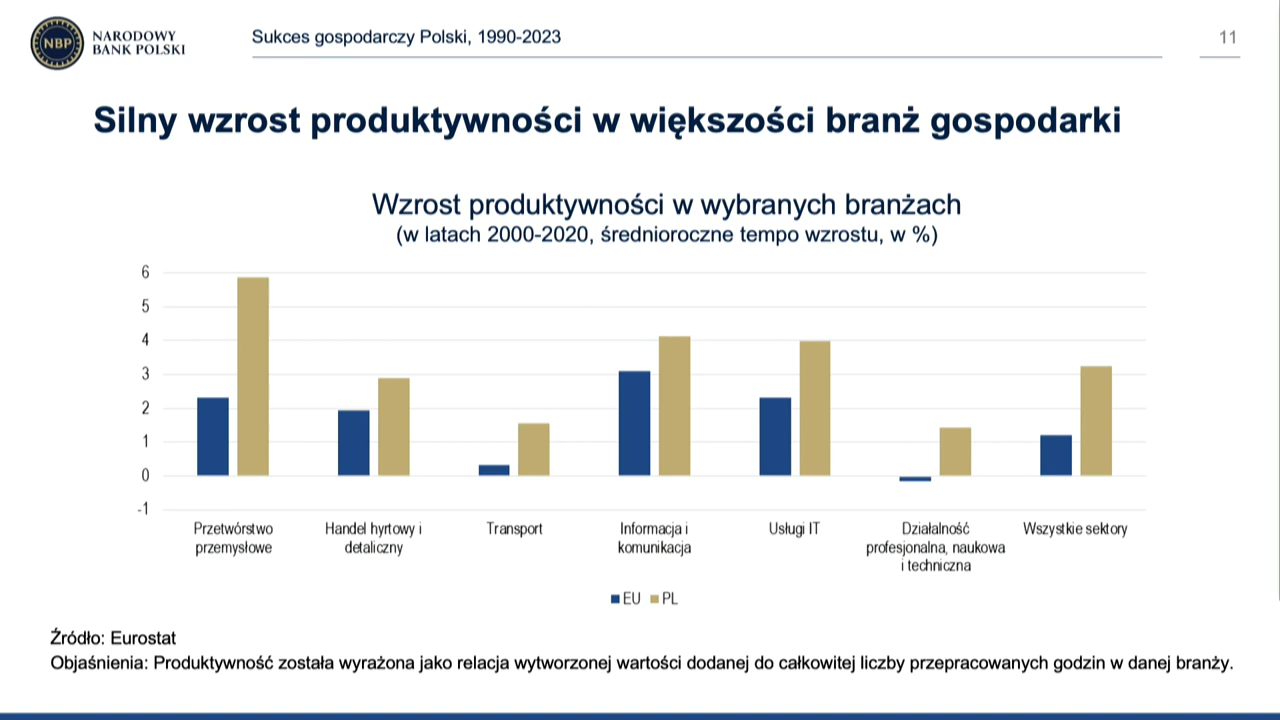 NBP
NARODOWY
BANK POLSKI
Sukces gospodarczy Polski, 1990-2023
11
Silny wzrost produktywności w większości branż gospodarki
Wzrost produktywności w wybranych branżach
(w latach 2000-2020, średnioroczne tempo wzrostu, w %)
6
5
4
3
2
1
0
-1
Przetwórstwo
przemysłowe
Handel hyrtowy i
detaliczny
Transport
Informacja i
komunikacja
Usługi IT
Działalność
profesjonalna, naukowa
i techniczna
Wszystkie sektory
EU PL
Źródło: Eurostat
Objaśnienia: Produktywność została wyrażona jako relacja wytworzonej wartości dodanej do całkowitej liczby przepracowanych godzin w danej branży.